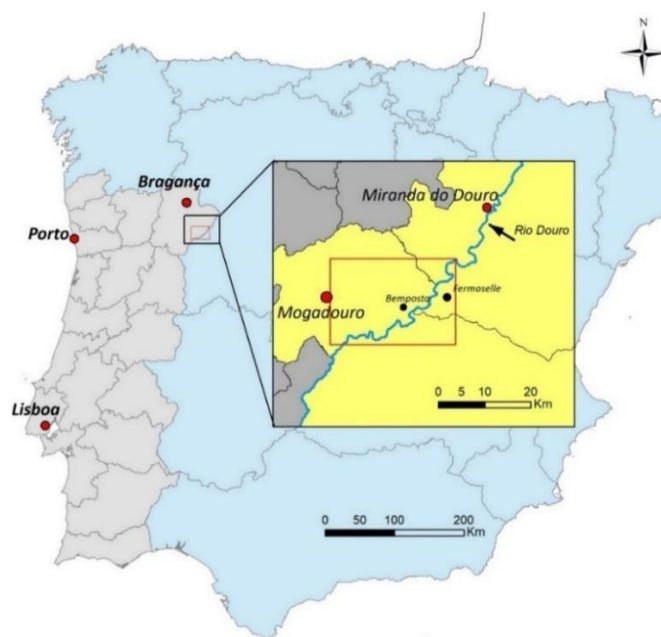 N
Bragança
Miranda do Douro
Porto
Rio Douro
Fermoselle
Bemposta
Mogadouro
0 5 10 20
Km
Lisboa
0 50 100 200
Km